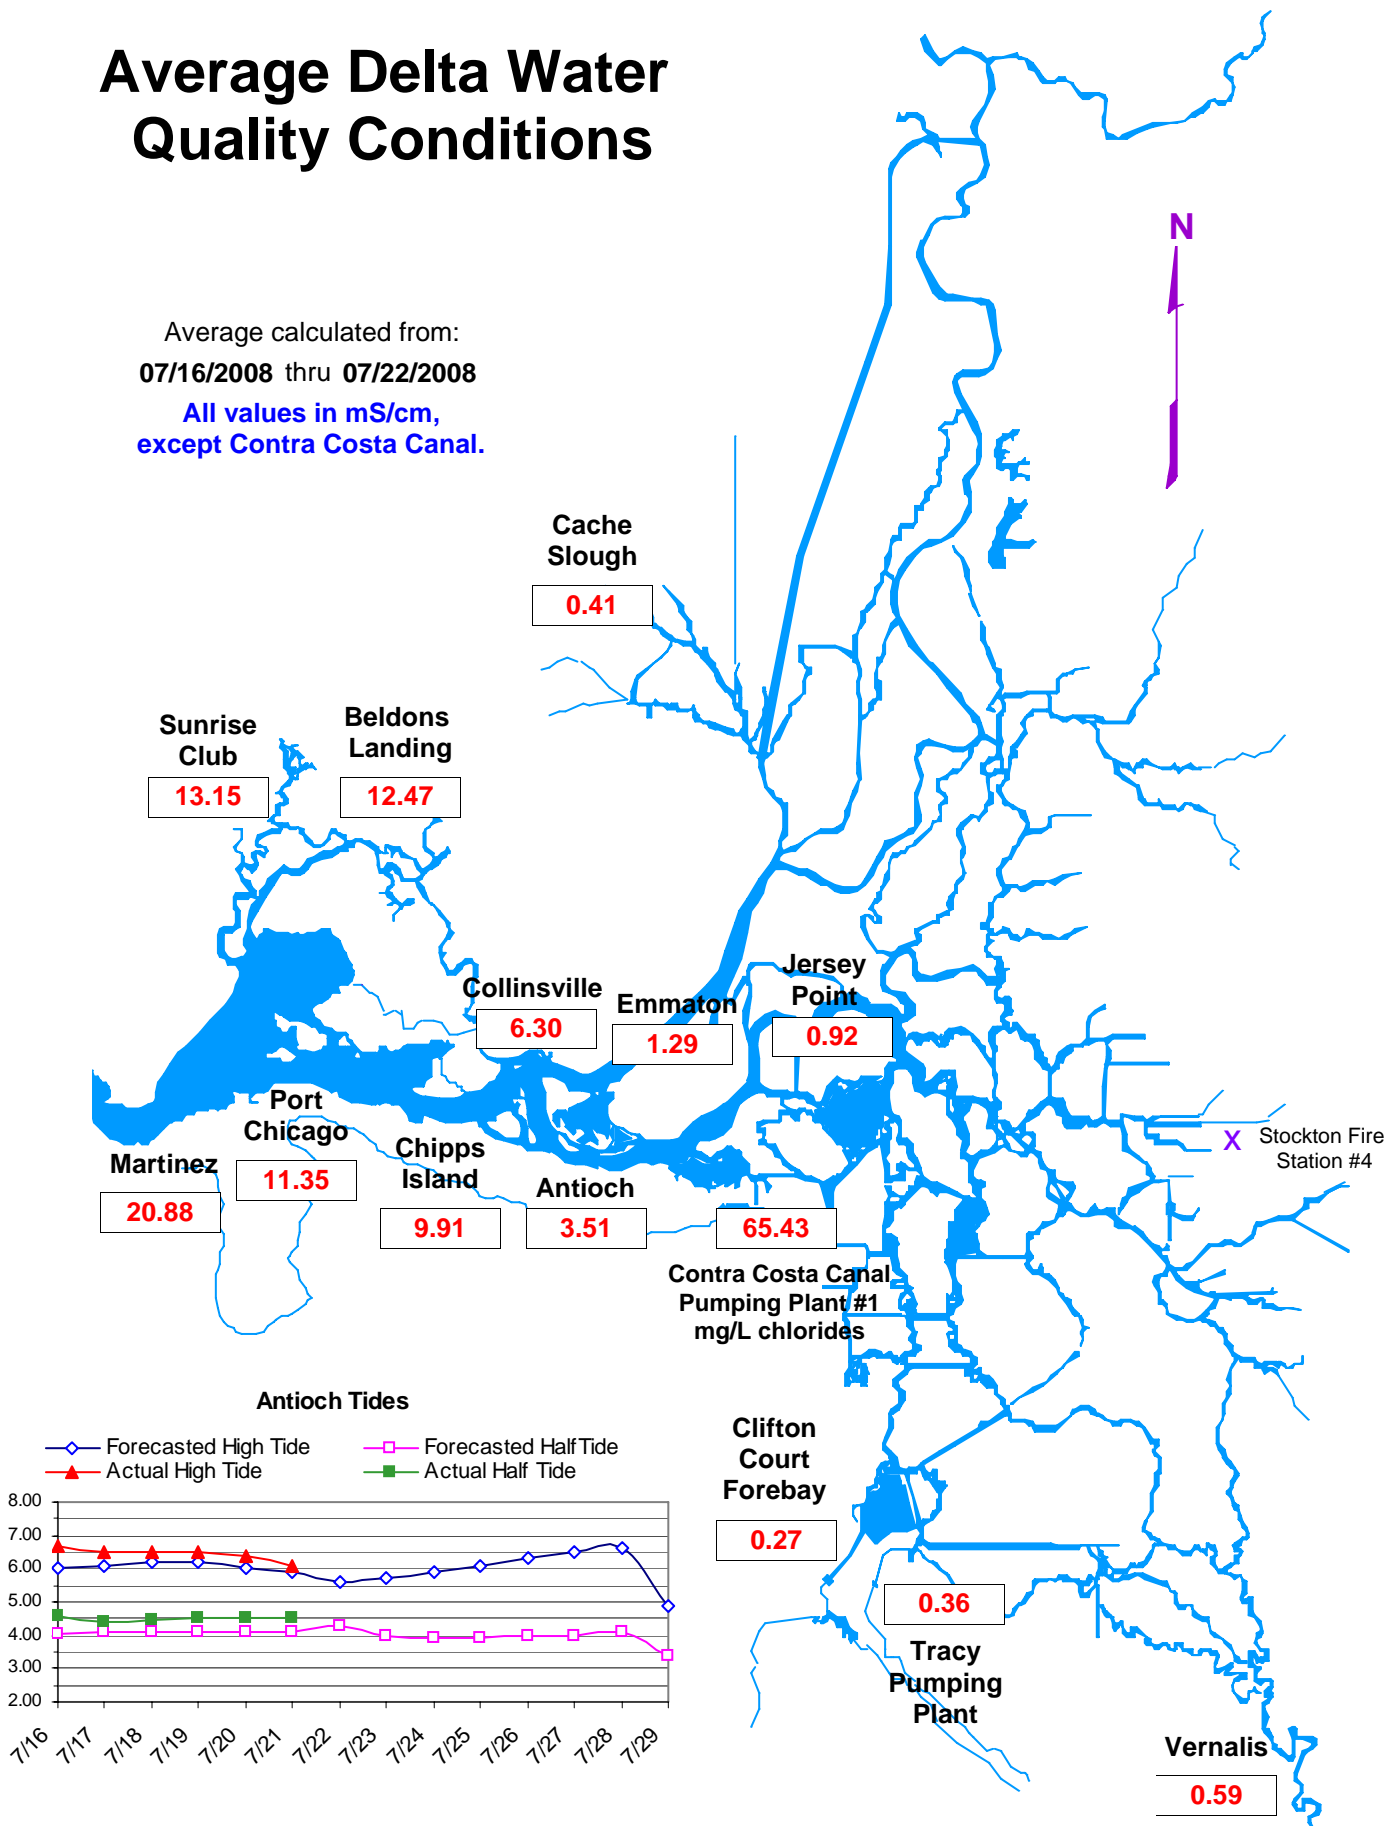 Average Delta Water
Quality Conditions
N
Average calculated from:
07/16/2008 thru 07/22/2008
All values in mS/cm,
except Contra Costa Canal.
Cache
Slough
0.41
Sunrise
Club
13.15
Beldons
Landing
12.47
Collinsville
6.30
Emmaton
1.29
Jersey
Point
0.92
Port
Chicago
11.35
Martinez
20.88
Chipps
Island
9.91
Antioch
3.51
65.43
Contra Costa Canal
Pumping Plant #1
mg/L chlorides
X Stockton Fire
Station #4
Antioch Tides
Forecasted High Tide
Forecasted Half Tide
Actual High Tide
Actual Half Tide
8.00
7.00
6.00
5.00
4.00
3.00
2.00
7/16 7/17 7/18 7/19 7/20 7/21 7/22 7/23 7/24 7/25 7/26 7/27 7/28 7/29
Clifton
Court
Forebay
0.27
0.36
Tracy
Pumping
Plant
Vernalis
0.59